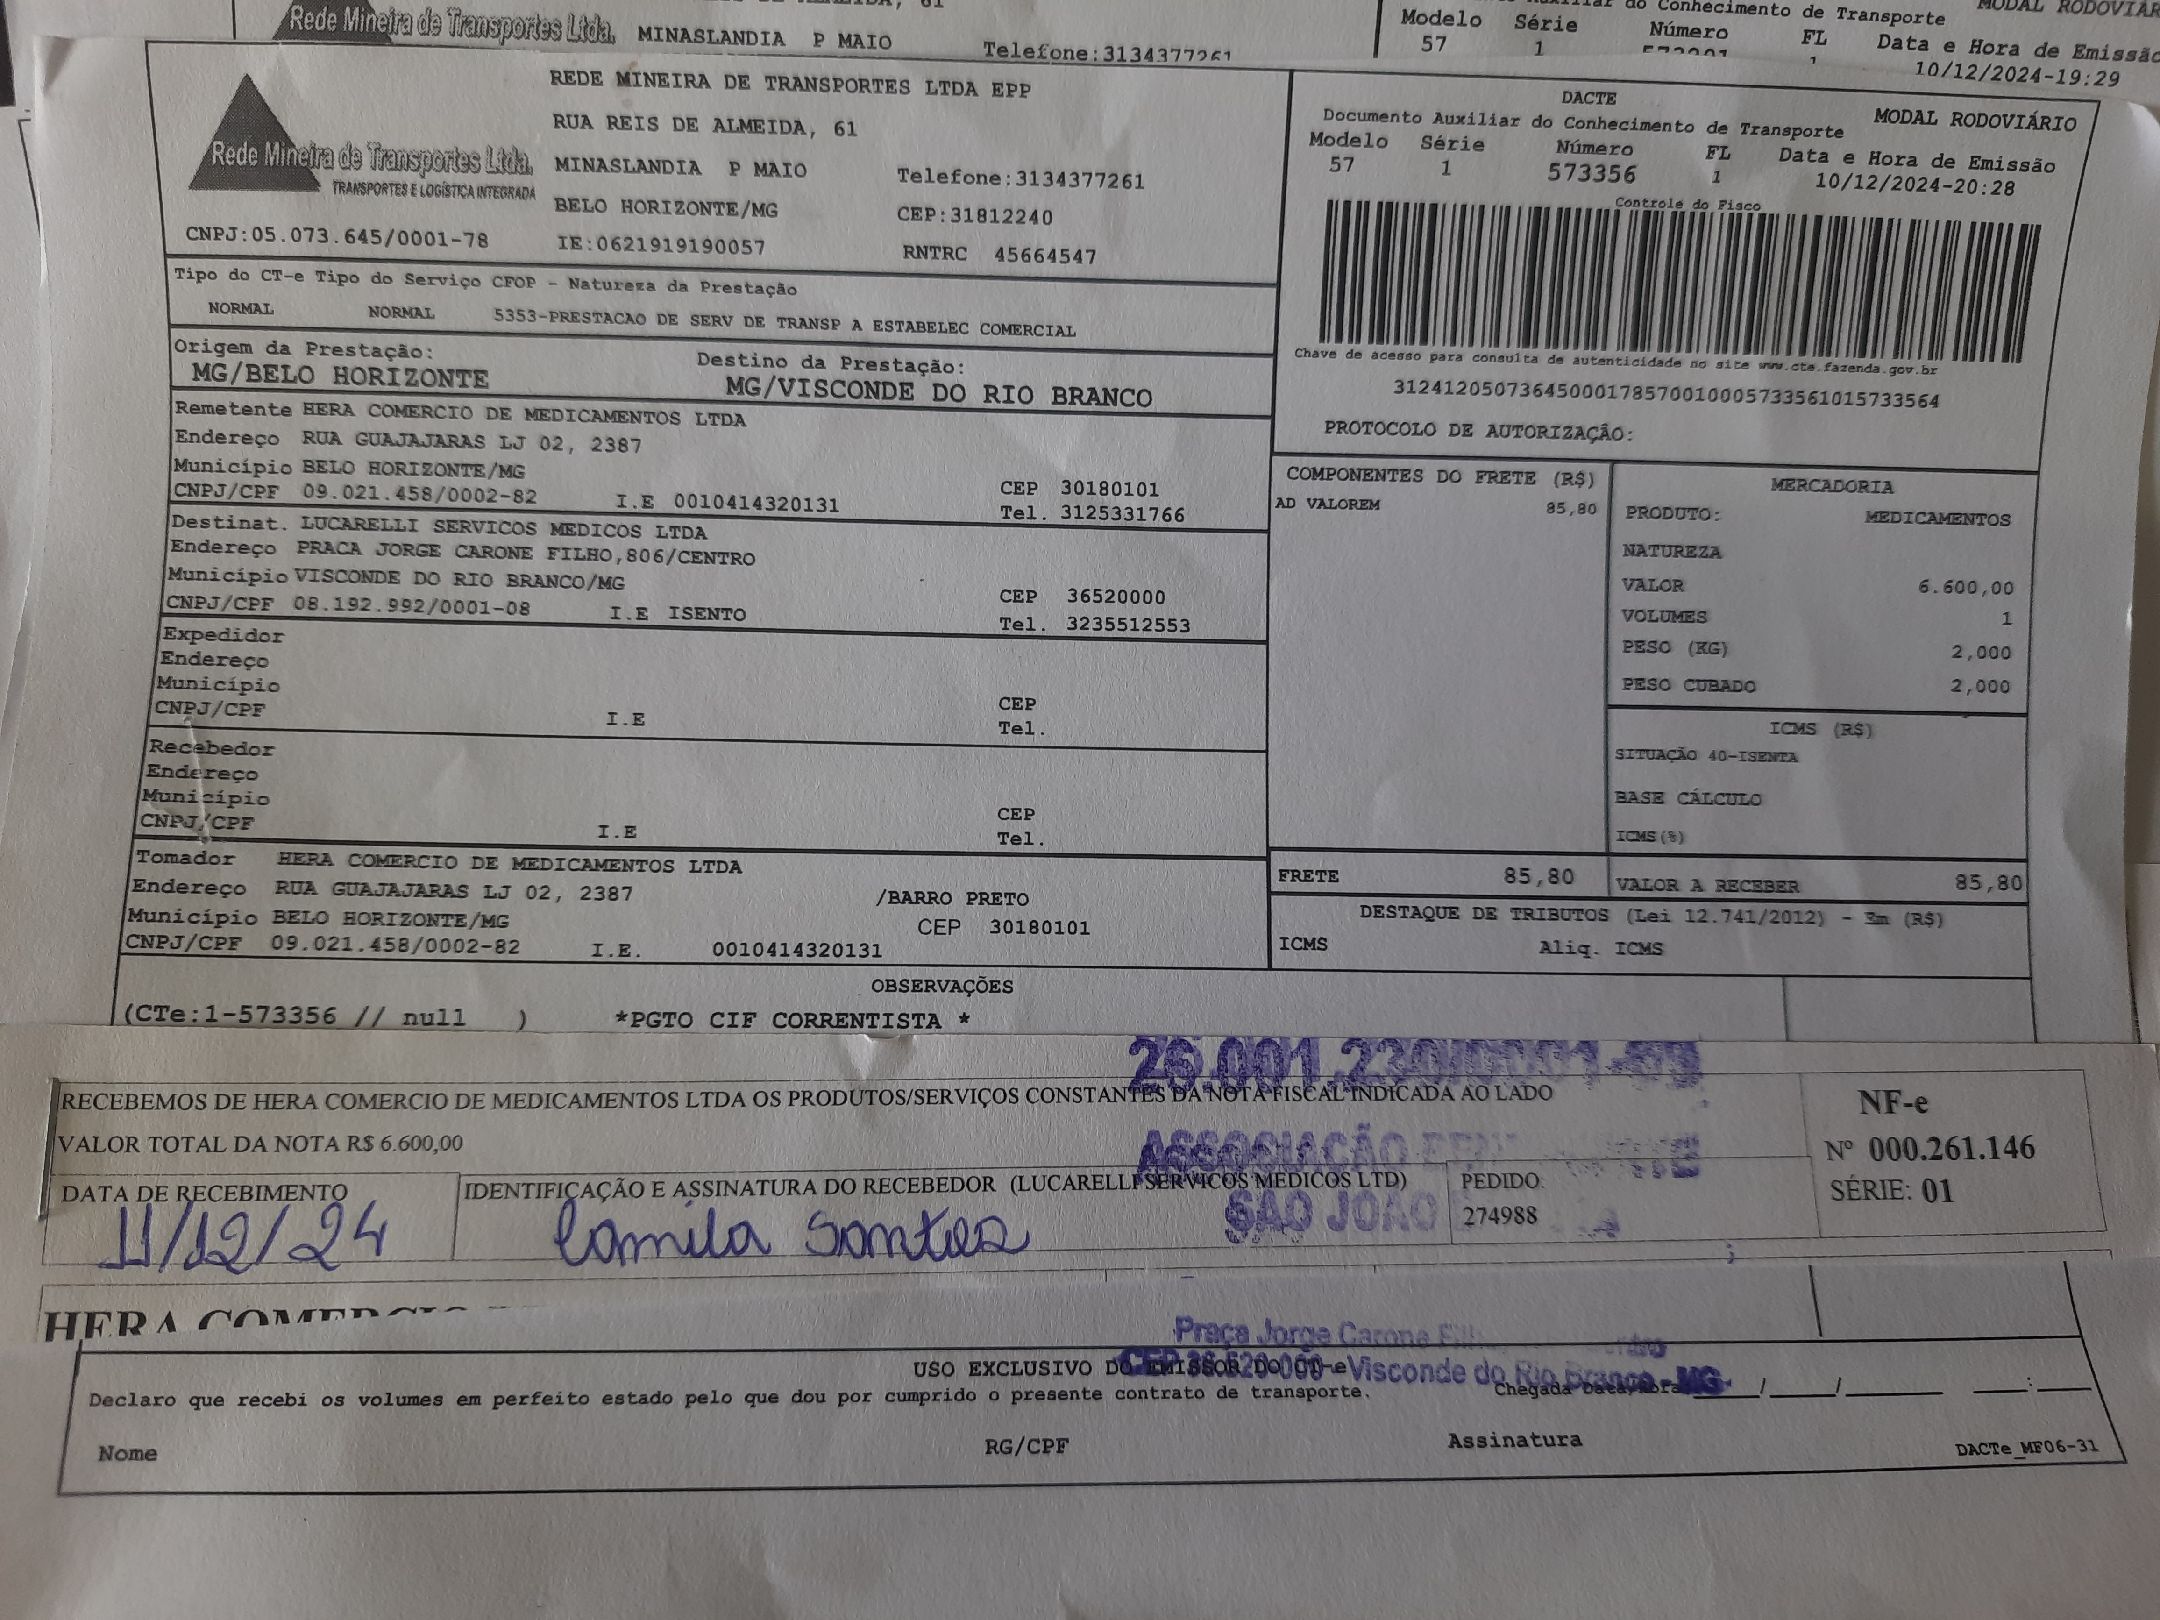 Rede Mineira de Transportes Ltda. MINASLANDIA P MAIO Telefone:3134377261
do Conhecimento de Transporte
Modelo Série Número FL Data e Hora de Emissão
57 1 10/12/2024-19:29
Rede Mineira de Transportes Ltda.
TRANSPORTES E LOGÍSTICA INTEGRADA
REDE MINEIRA DE TRANSPORTES LTDA EPP
RUA REIS DE ALMEIDA, 61
MINASLANDIA P MAIO Telefone:3134377261
BELO HORIZONTE/MG CEP:31812240
CNPJ:05.073.645/0001-78 IE:0621919190057 RNTRC 45664547
DACTE
Documento Auxiliar do Conhecimento de Transporte MODAL RODOVIÁRIO
Modelo Série Número FL Data e Hora de Emissão
57 1 573356 1 10/12/2024-20:28
Controle do Fisco
Chave de acesso para consulta de autenticidade no site www.cte.fazenda.gov.br
31241205073645000178570010005733561015733564
PROTOCOLO DE AUTORIZAÇÃO:
Tipo do CT-e Tipo do Serviço CFOP - Natureza da Prestação
NORMAL NORMAL 5353-PRESTACAO DE SERV DE TRANSP A ESTABELEC COMERCIAL
Origem da Prestação: Destino da Prestação:
MG/BELO HORIZONTE MG/VISCONDE DO RIO BRANCO
Remetente HERA COMERCIO DE MEDICAMENTOS LTDA
Endereço RUA GUAJAJARAS LJ 02, 2387
Município BELO HORIZONTE/MG CEP 30180101
CNPJ/CPF 09.021.458/0002-82 I.E 0010414320131 Tel. 3125331766
Destinat. LUCARELLI SERVICOS MEDICOS LTDA
Endereço PRACA JORGE CARONE FILHO,806/CENTRO
Município VISCONDE DO RIO BRANCO/MG CEP 36520000
CNPJ/CPF 08.192.992/0001-08 I.E ISENTO Tel. 3235512553
Expedidor
Endereço
Município CEP
CNPJ/CPF I.E Tel.
Recebedor
Endereço
Município CEP
CNPJ/CPF I.E Tel.
Tomador HERA COMERCIO DE MEDICAMENTOS LTDA
Endereço RUA GUAJAJARAS LJ 02, 2387 /BARRO PRETO
Município BELO HORIZONTE/MG CEP 30180101
CNPJ/CPF 09.021.458/0002-82 I.E. 0010414320131
COMPONENTES DO FRETE (R$)
AD VALOREM 85,80
MERCADORIA
PRODUTO: MEDICAMENTOS
NATUREZA
VALOR 6.600,00
VOLUMES 1
PESO (KG) 2,000
PESO CUBADO 2,000
ICMS (R$)
SITUAÇÃO 40-ISENTA
BASE CÁLCULO
ICMS(%)
FRETE 85,80 VALOR A RECEBER 85,80
DESTAQUE DE TRIBUTOS (Lei 12.741/2012) - Em (R$)
ICMS Aliq. ICMS
OBSERVAÇÕES
(CTe:1-573356 // null ) *PGTO CIF CORRENTISTA *
RECEBEMOS DE HERA COMERCIO DE MEDICAMENTOS LTDA OS PRODUTOS/SERVIÇOS CONSTANTES DA NOTA FISCAL INDICADA AO LADO
VALOR TOTAL DA NOTA R$ 6.600,00
ASSOCIAÇÃO
SÃO JOÃO
NF-e
Nº 000.261.146
SÉRIE: 01
DATA DE RECEBIMENTO IDENTIFICAÇÃO E ASSINATURA DO RECEBEDOR (LUCARELLI SERVICOS MEDICOS LTD) PEDIDO:
11/12/24 Camila Santos 274988
HERA COMERCIO
Praça Jorge Carone
CEP 36.520-000 - Visconde do Rio Branco - MG
USO EXCLUSIVO DO EMISSOR DO CT-e
Declaro que recebi os volumes em perfeito estado pelo que dou por cumprido o presente contrato de transporte. Chegada Data/Hora ____/____/______ ___:___
Nome RG/CPF Assinatura DACTe_MF06-31